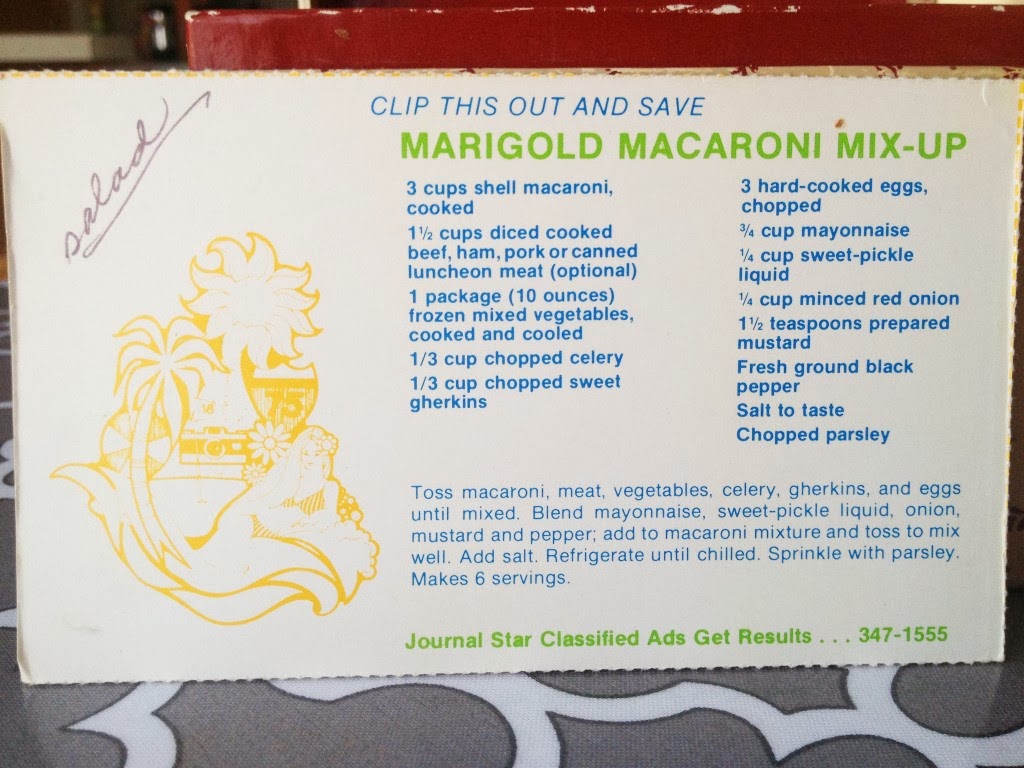 salad
CLIP THIS OUT AND SAVE
MARIGOLD MACARONI MIX-UP
3 cups shell macaroni,
cooked
1½ cups diced cooked
beef, ham, pork or canned
luncheon meat (optional)
1 package (10 ounces)
frozen mixed vegetables,
cooked and cooled
1/3 cup chopped celery
1/3 cup chopped sweet
gherkins
3 hard-cooked eggs,
chopped
¾ cup mayonnaise
¼ cup sweet-pickle
liquid
¼ cup minced red onion
1½ teaspoons prepared
mustard
Fresh ground black
pepper
Salt to taste
Chopped parsley
18
75
Toss macaroni, meat, vegetables, celery, gherkins, and eggs
until mixed. Blend mayonnaise, sweet-pickle liquid, onion,
mustard and pepper; add to macaroni mixture and toss to mix
well. Add salt. Refrigerate until chilled. Sprinkle with parsley.
Makes 6 servings.
Journal Star Classified Ads Get Results . . . 347-1555